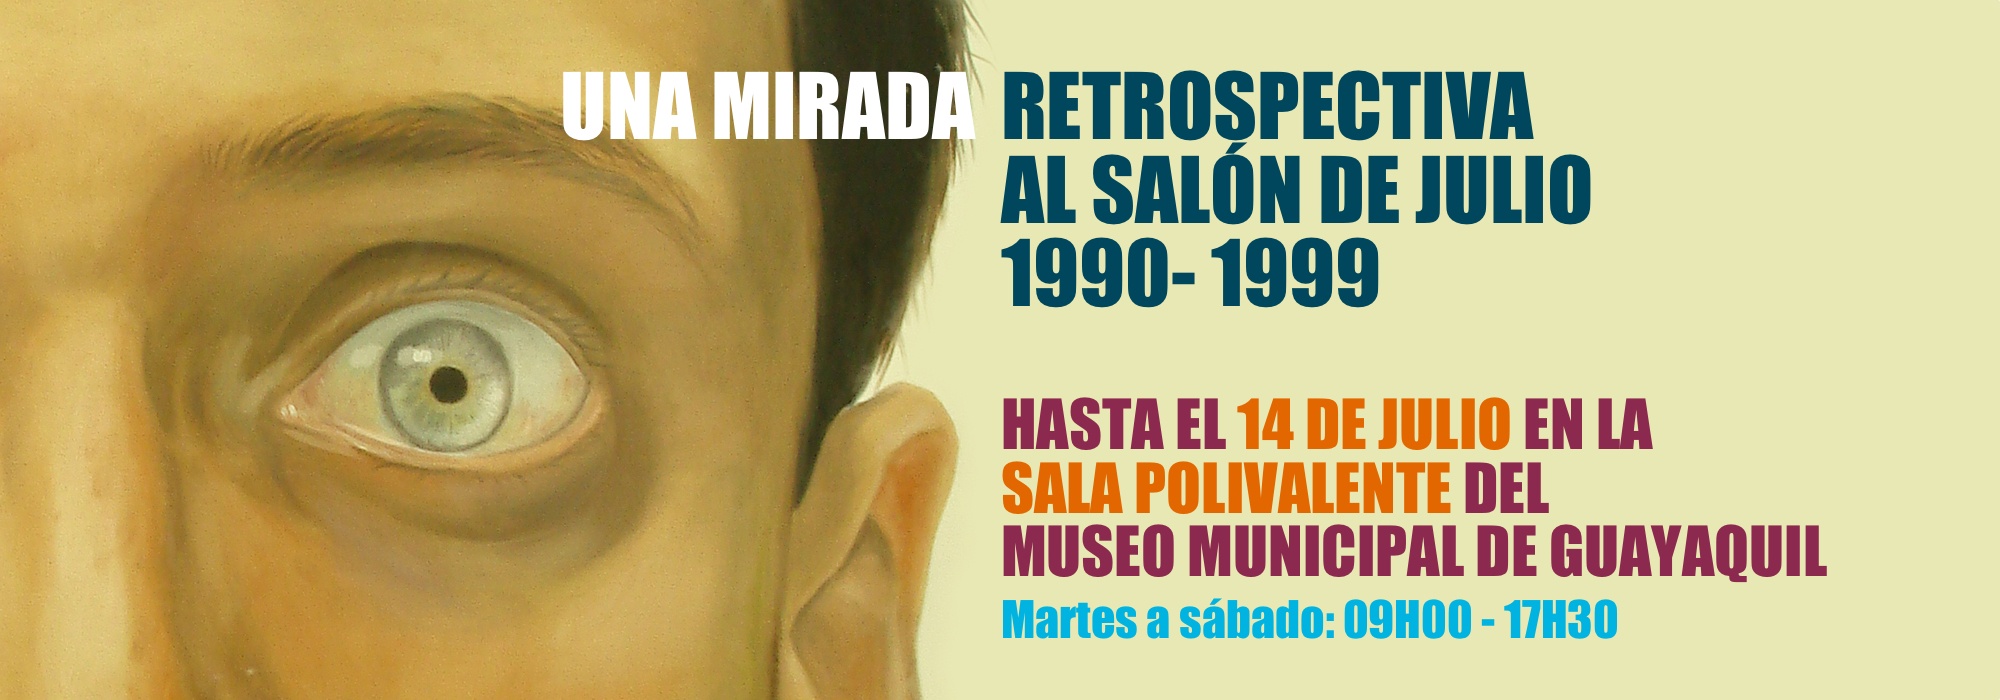 UNA MIRADA RETROSPECTIVA
AL SALÓN DE JULIO
1990- 1999
HASTA EL 14 DE JULIO EN LA
SALA POLIVALENTE DEL
MUSEO MUNICIPAL DE GUAYAQUIL
Martes a sábado: 09H00 - 17H30